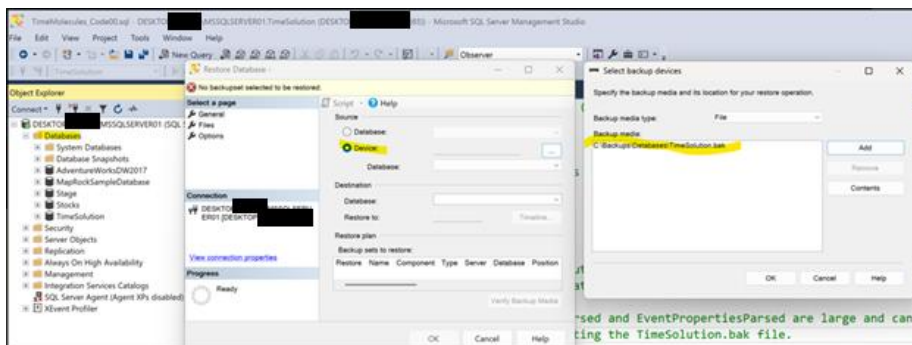 TimeMolecules_Code00.sql - DESKTO MSSQLSERVER01.TimeSolution (DESKTO - Microsoft SQL Server Management Studio
File Edit View Project Tools Window Help
New Query Observer
TimeSolution
Object Explorer
Connect
DESKTO MSSQLSERVER01 (SQL
Databases
System Databases
Database Snapshots
AdventureWorksDW2017
MapRockSampleDatabase
Stage
Stocks
TimeSolution
Security
Server Objects
Replication
Always On High Availability
Management
Integration Services Catalogs
SQL Server Agent (Agent XPs disabled)
XEvent Profiler
Restore Database -
No backupset selected to be restored.
Select a page
General
Files
Options
Connection
DESKTO
ER01 [DESKTOP
View connection properties
Progress
Ready
Script Help
Source
Database:
Device:
...
Database:
Destination
Database:
Restore to:
Timeline...
Restore plan
Backup sets to restore:
Restore Name Component Type Server Database Position
Verify Backup Media
OK Cancel Help
Select backup devices
Specify the backup media and its location for your restore operation.
Backup media type: File
Backup media:
C:\Backups\Databases\TimeSolution.bak
Add
Remove
Contents
OK Cancel Help
rsed and EventPropertiesParsed are large and can
ting the TimeSolution.bak file.